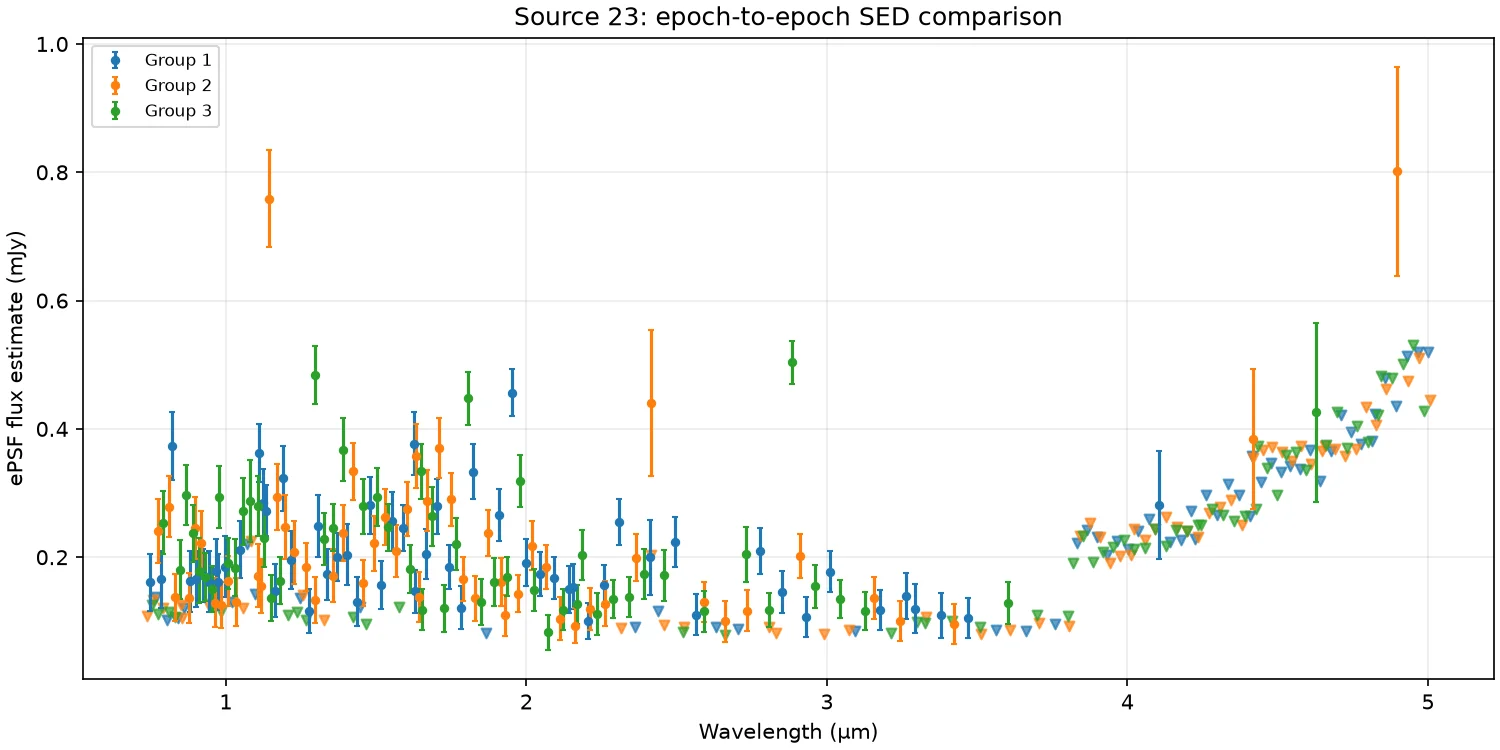 Source 23: epoch-to-epoch SED comparison
Group 1
Group 2
Group 3
ePSF flux estimate (mJy)
1.0
0.8
0.6
0.4
0.2
1 2 3 4 5
Wavelength (μm)